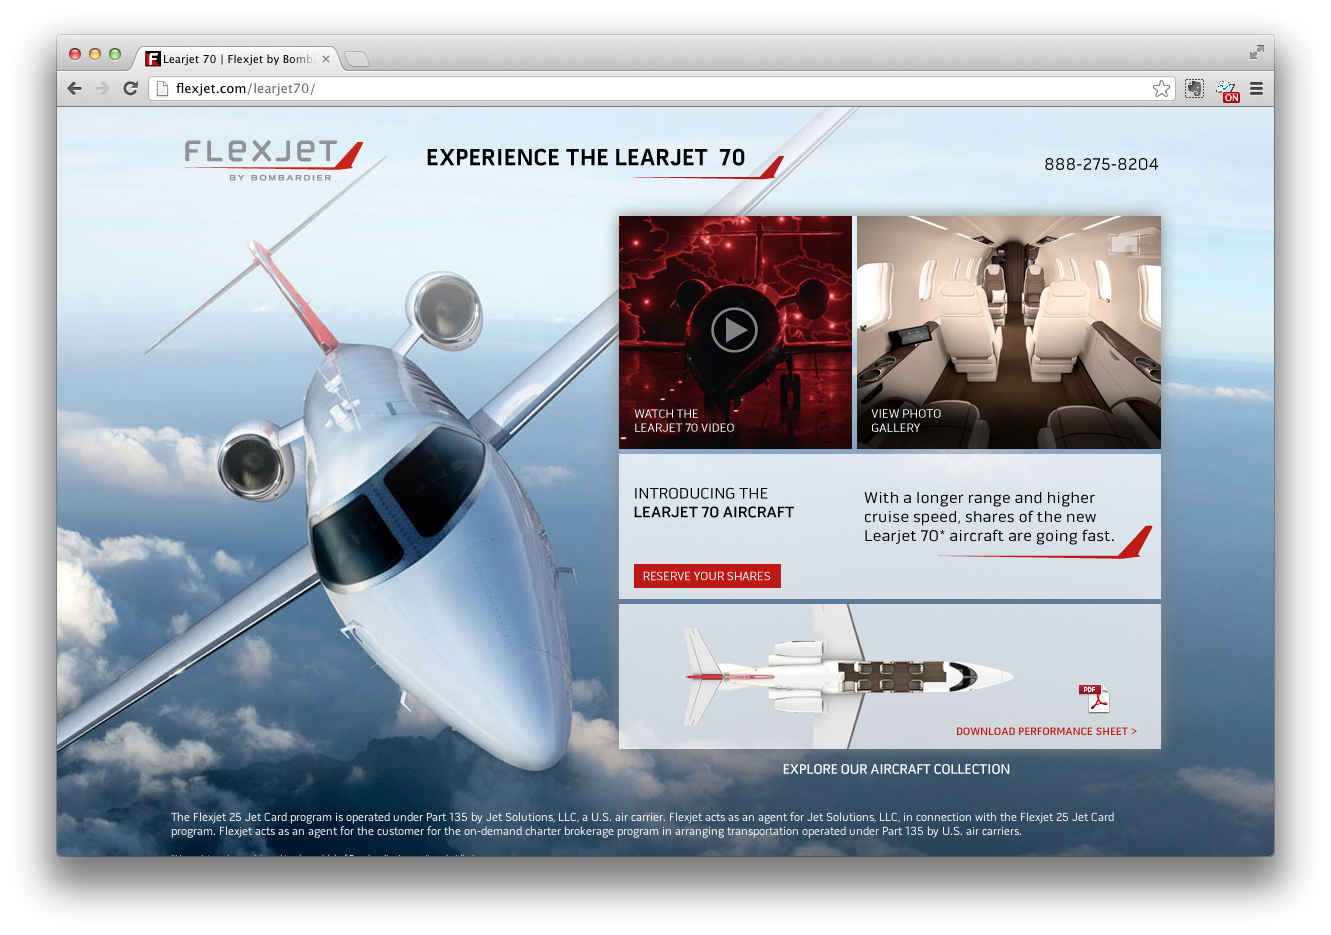 Learjet 70 | Flexjet by Bomb
flexjet.com/learjet70/
ON
FLEXJET
BY BOMBARDIER
EXPERIENCE THE LEARJET 70
888-275-8204
WATCH THE
LEARJET 70 VIDEO
VIEW PHOTO
GALLERY
INTRODUCING THE
LEARJET 70 AIRCRAFT
RESERVE YOUR SHARES
With a longer range and higher
cruise speed, shares of the new
Learjet 70* aircraft are going fast.
PDF
DOWNLOAD PERFORMANCE SHEET >
EXPLORE OUR AIRCRAFT COLLECTION
The Flexjet 25 Jet Card program is operated under Part 135 by Jet Solutions, LLC, a U.S. air carrier. Flexjet acts as an agent for Jet Solutions, LLC, in connection with the Flexjet 25 Jet Card
program. Flexjet acts as an agent for the customer for the on-demand charter brokerage program in arranging transportation operated under Part 135 by U.S. air carriers.